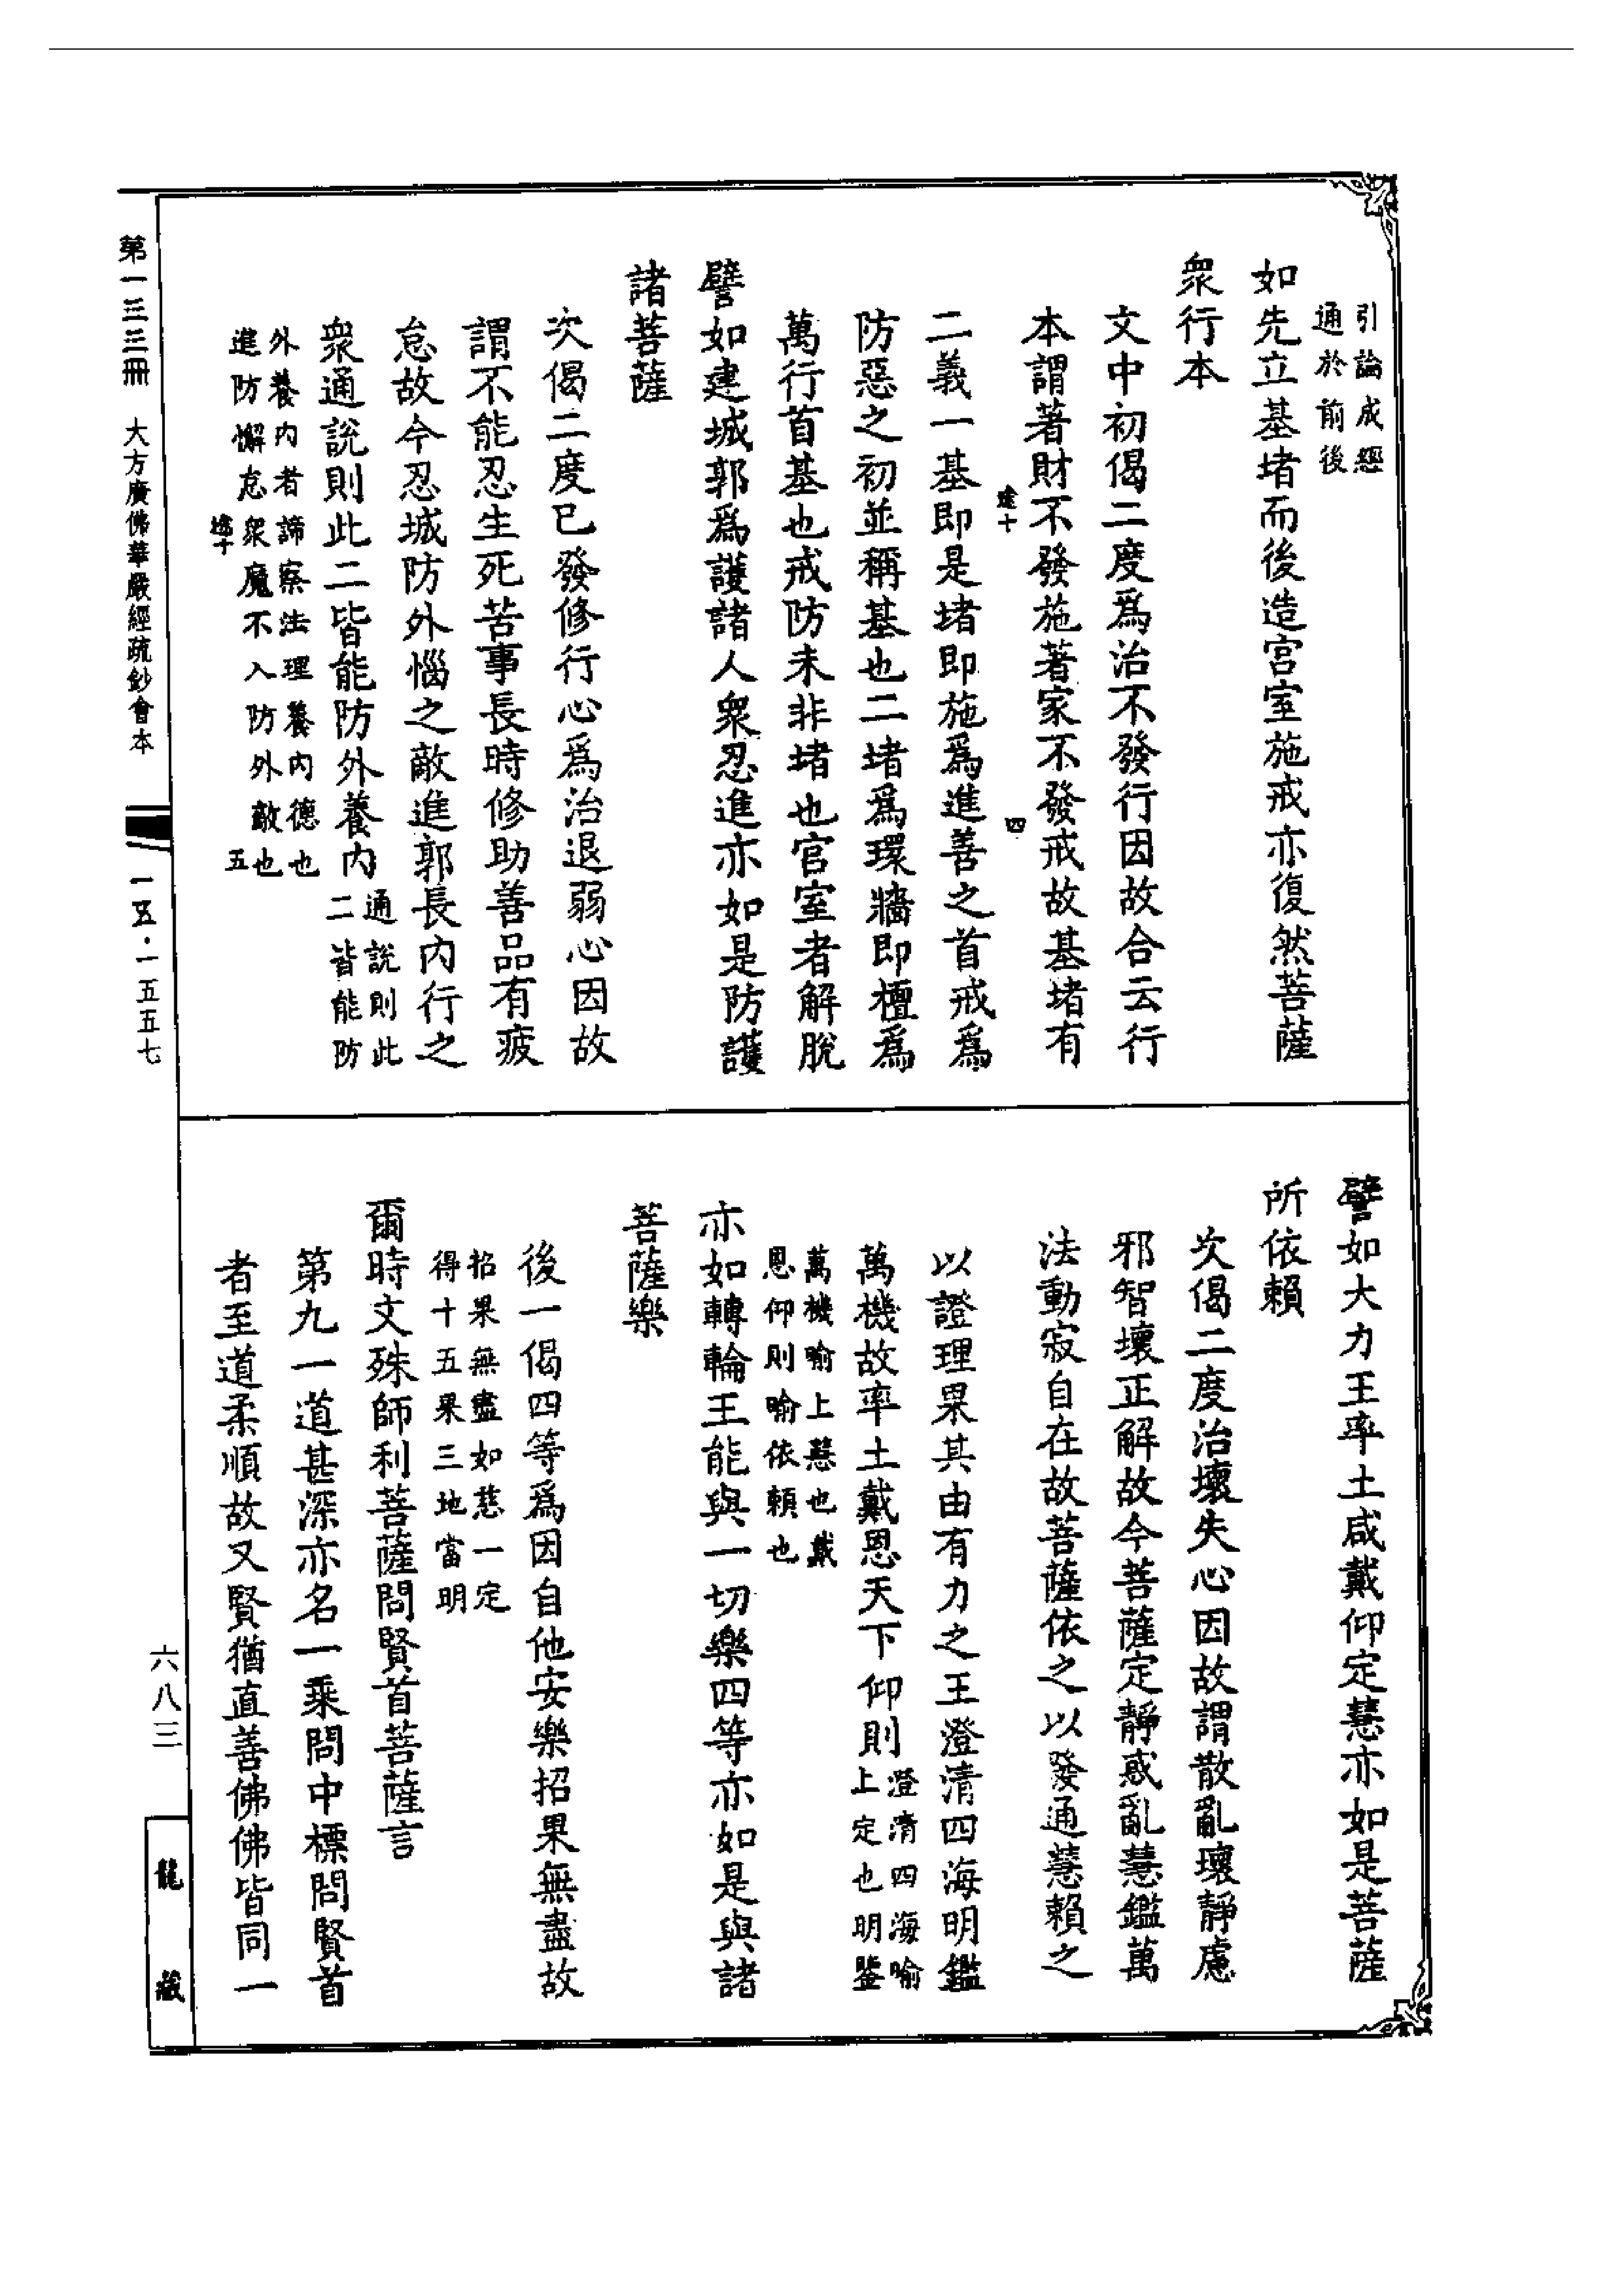 引論成經
通於前後
如先立基堵而後造宮室施戒亦復然菩薩
衆行本
文中初偈二度爲治不發行因故合云行
本謂著財不發施著家不發戒故基堵有
二義一基即是堵即施爲進善之首戒爲
防惡之初並稱基也二堵爲環牆即檀爲
萬行首基也戒防未非堵也官室者解脫
譬如建城郭爲護諸人衆忍進亦如是防護
諸菩薩
次偈二度已發修行心爲治退弱心因故
謂不能忍生死苦事長時修助善品有疲
怠故今忍城防外惱之敵進郭長內行之
衆通說則此二皆能防外養內
通說則此
二皆能防
外養內者諦察法理養內德也
進防懈怠衆魔不入防外敵也
四
五
譬如大力王率土咸戴仰定慧亦如是菩薩
所依賴
次偈二度治壞失心因故謂散亂壞靜慮
邪智壞正解故今菩薩定靜惑亂慧鑑萬
法動寂自在故菩薩依之以發通慧賴之
以證理果其由有力之王澄清四海明鑑
萬機故率土戴恩天下仰則
澄清四海喻
上定也明鑒
萬機喻上慧也戴
恩仰則喻依賴也
亦如轉輪王能與一切樂四等亦如是與諸
菩薩樂
後一偈四等爲因自他安樂招果無盡故
招果無盡如慈一定
得十五果三地當明
爾時文殊師利菩薩問賢首菩薩言
第九一道甚深亦名一乘問中標問賢首
者至道柔順故又賢猶直善佛佛皆同一
第一三三冊　大方廣佛華嚴經疏鈔會本
一五·一五五七
六八三
龍藏